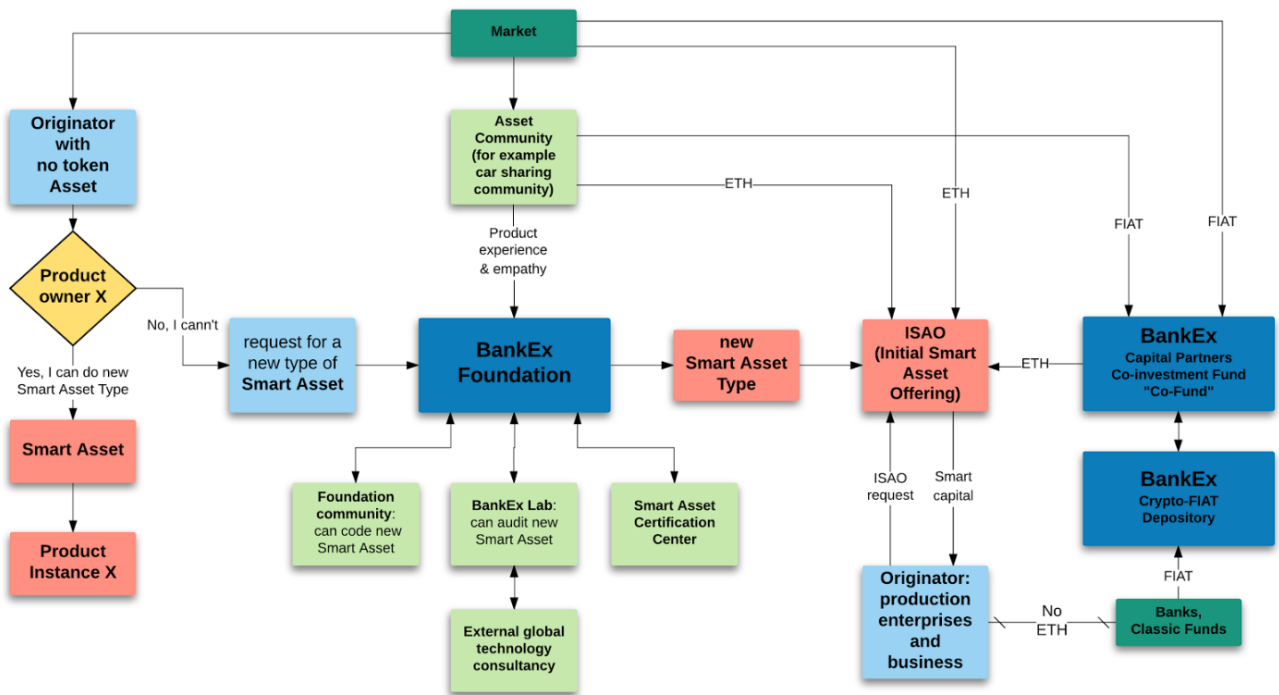 Market
Originator
with
no token
Asset
Asset
Community
(for example
car sharing
community)
ETH
ETH
FIAT
FIAT
Product
experience
& empathy
Product
owner X
No, I cann't
Yes, I can do new
Smart Asset Type
request for a
new type of
Smart Asset
BankEx
Foundation
new
Smart Asset
Type
ISAO
(Initial Smart
Asset
Offering)
ETH
BankEx
Capital Partners
Co-investment Fund
"Co-Fund"
Smart Asset
Product
Instance X
Foundation
community:
can code new
Smart Asset
BankEx Lab:
can audit new
Smart Asset
Smart Asset
Certification
Center
External global
technology
consultancy
ISAO
request
Smart
capital
BankEx
Crypto-FIAT
Depository
FIAT
Originator:
production
enterprises
and
business
No
ETH
Banks,
Classic Funds